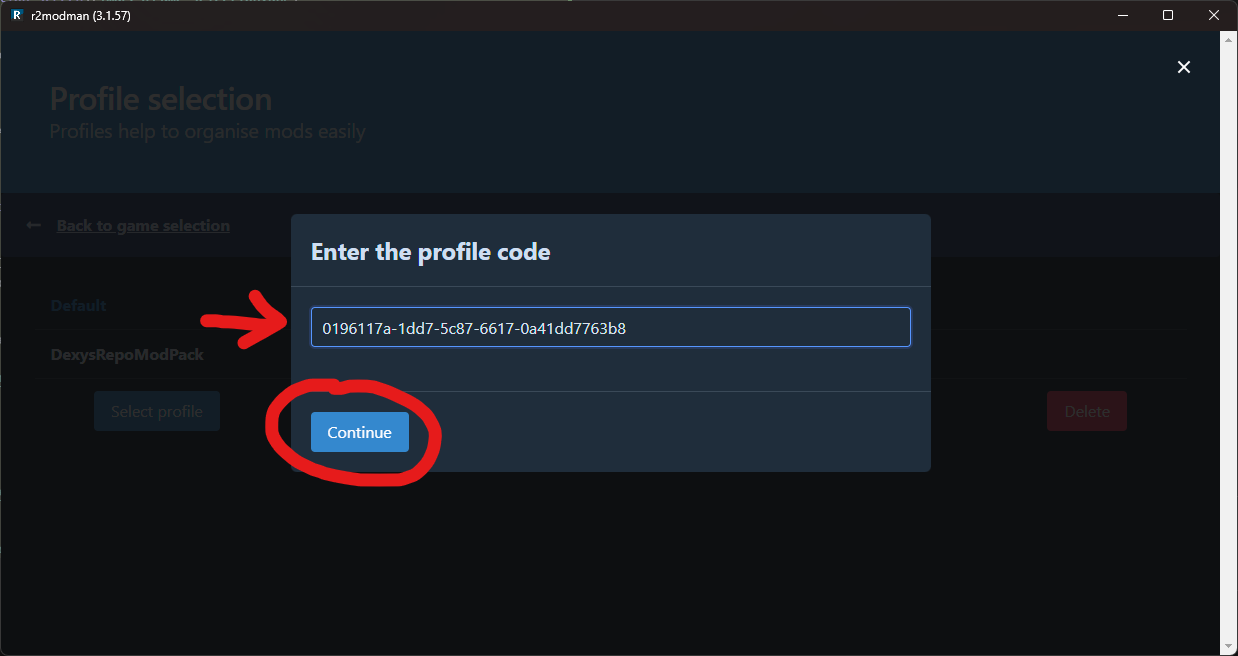 R r2modman (3.1.57)
Profile selection
Profiles help to organise mods easily
← Back to game selection
Enter the profile code
Default
0196117a-1dd7-5c87-6617-0a41dd7763b8
DexysRepoModPack
Select profile
Continue
Delete